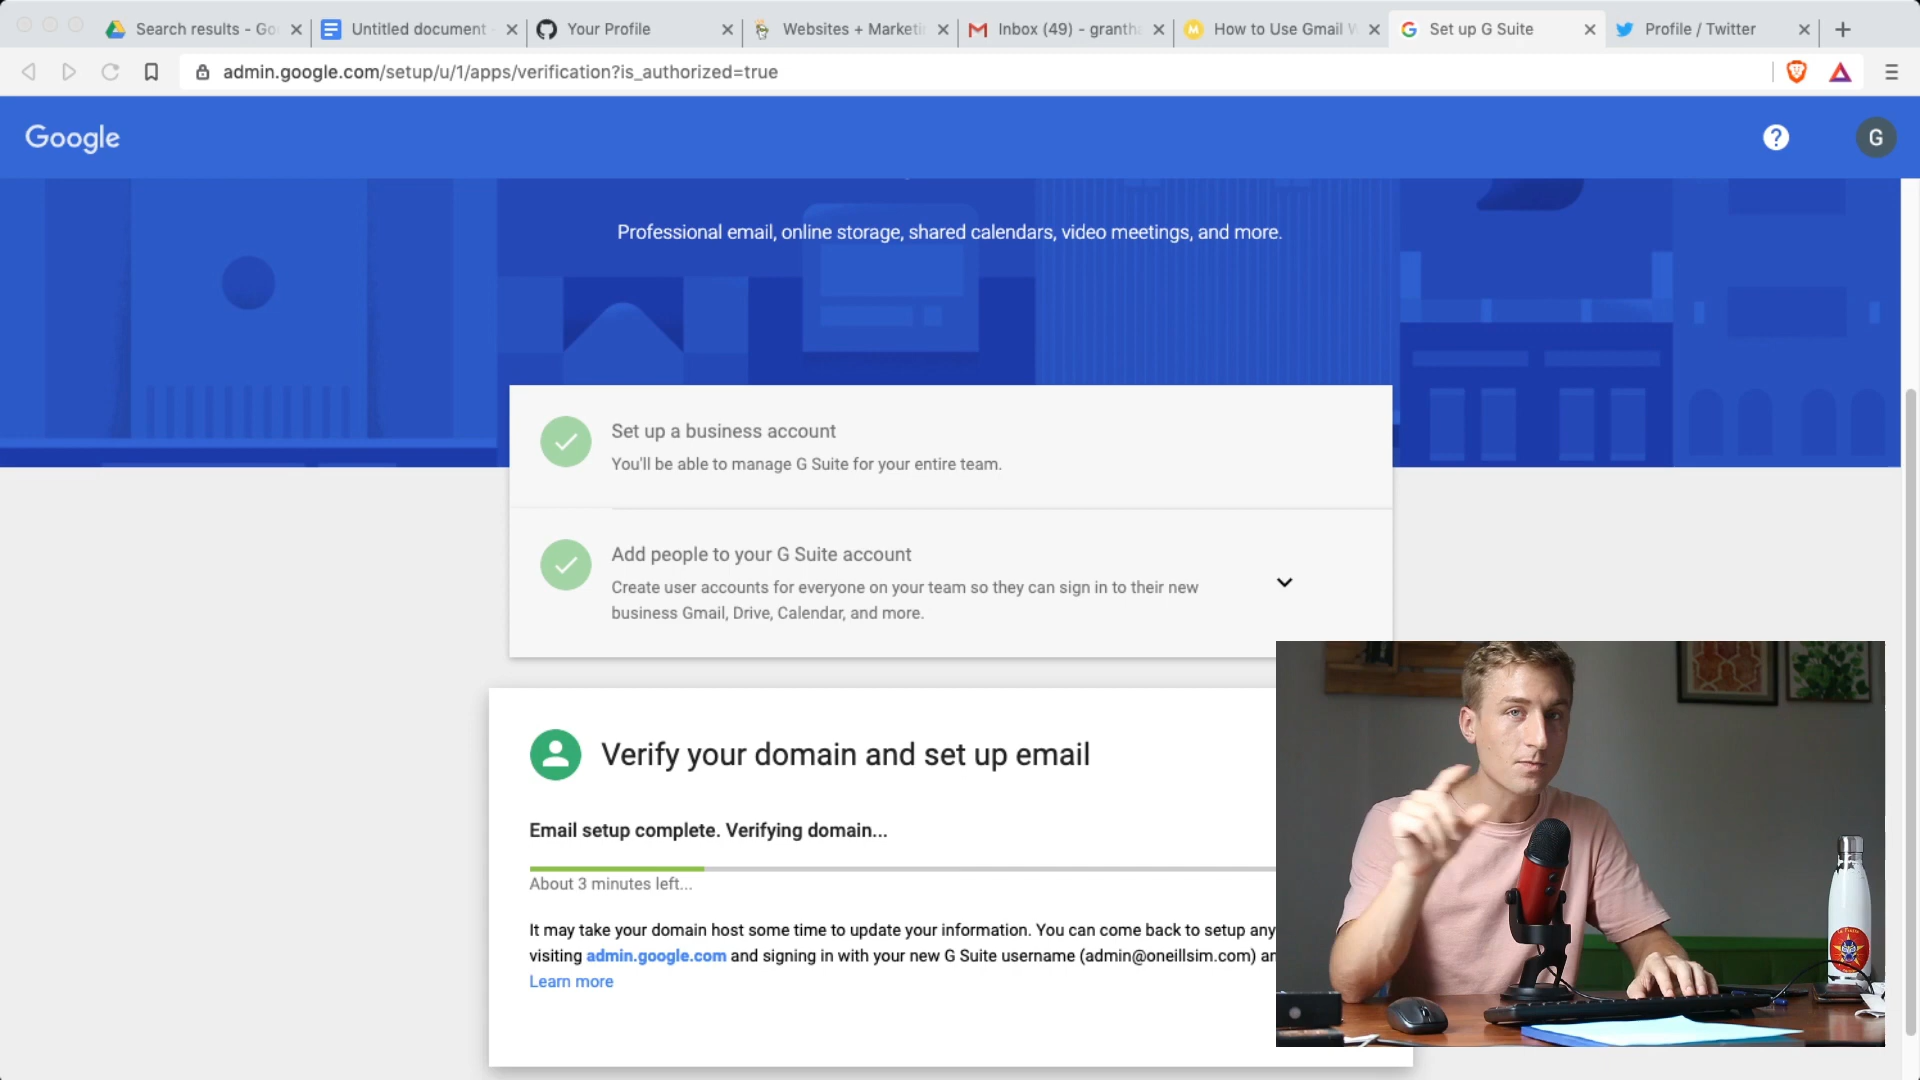 Search results - Go
Untitled document -
Your Profile
Websites + Marketi
Inbox (49) - granth
How to Use Gmail W
Set up G Suite
Profile / Twitter
admin.google.com/setup/u/1/apps/verification?is_authorized=true
Google
G
Professional email, online storage, shared calendars, video meetings, and more.
Set up a business account
You'll be able to manage G Suite for your entire team.
Add people to your G Suite account
Create user accounts for everyone on your team so they can sign in to their new
business Gmail, Drive, Calendar, and more.
Verify your domain and set up email
Email setup complete. Verifying domain...
About 3 minutes left...
It may take your domain host some time to update your information. You can come back to setup any
visiting admin.google.com and signing in with your new G Suite username (admin@oneillsim.com) an
Learn more